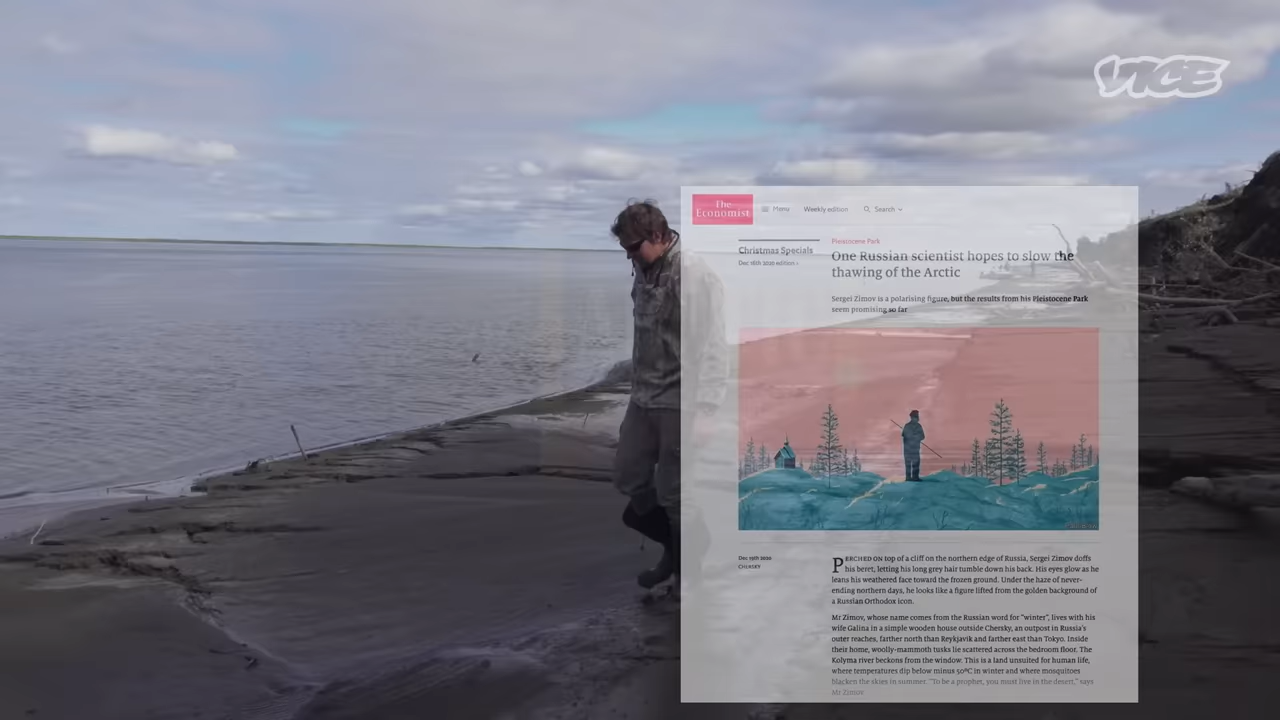 VICE
The
Economist
Menu
Weekly edition
Search
Christmas Specials
Dec 16th 2020 edition
Pleistocene Park
One Russian scientist hopes to slow the
thawing of the Arctic
Sergei Zimov is a polarising figure, but the results from his Pleistocene Park
seem promising so far
Dec 19th 2020
CHERSKY
PERCHED ON top of a cliff on the northern edge of Russia, Sergei Zimov doffs
his beret, letting his long grey hair tumble down his back. His eyes glow as he
leans his weathered face toward the frozen ground. Under the haze of never-
ending northern days, he looks like a figure lifted from the golden background of
a Russian Orthodox icon.
Mr Zimov, whose name comes from the Russian word for "winter", lives with his
wife Galina in a simple wooden house outside Chersky, an outpost in Russia's
outer reaches, farther north than Reykjavik and farther east than Tokyo. Inside
their home, woolly-mammoth tusks lie scattered across the bedroom floor. The
Kolyma river beckons from the window. This is a land unsuited for human life,
where temperatures dip below minus 50°C in winter and where mosquitoes
blacken the skies in summer. "To be a prophet, you must live in the desert," says
Mr Zimov